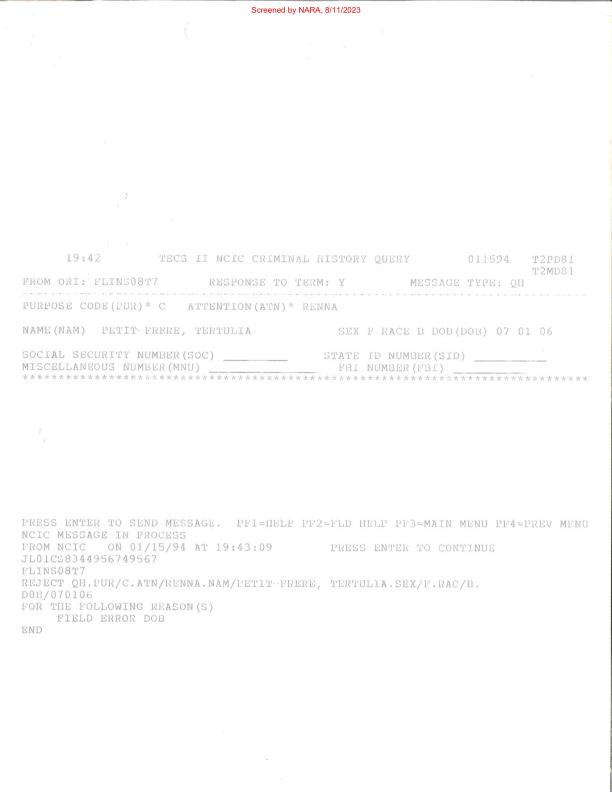 Screened by NARA, 8/11/2023
19:42 TECS II NCIC CRIMINAL HISTORY QUERY 011594 T2PD81
T2MD81
FROM ORI: FLINS08T7 RESPONSE TO TERM: Y MESSAGE TYPE: QH
PURPOSE CODE(PUR)* C ATTENTION(ATN)* RENNA
NAME(NAM) PETIT-FRERE, TERTULIA SEX F RACE B DOB(DOB) 07 01 06
SOCIAL SECURITY NUMBER(SOC) __________ STATE ID NUMBER(SID) __________
MISCELLANEOUS NUMBER(MNU) _______________ FBI NUMBER(FBI) __________
********************************************************************************
PRESS ENTER TO SEND MESSAGE. PF1=HELP PF2=FLD HELP PF3=MAIN MENU PF4=PREV MENU
NCIC MESSAGE IN PROCESS
FROM NCIC ON 01/15/94 AT 19:43:09 PRESS ENTER TO CONTINUE
JL01CS8344956749567
FLINS08T7
REJECT QH.PUR/C.ATN/RENNA.NAM/PETIT-FRERE, TERTULIA.SEX/F.RAC/B.
DOB/070106
FOR THE FOLLOWING REASON(S)
FIELD ERROR DOB
END